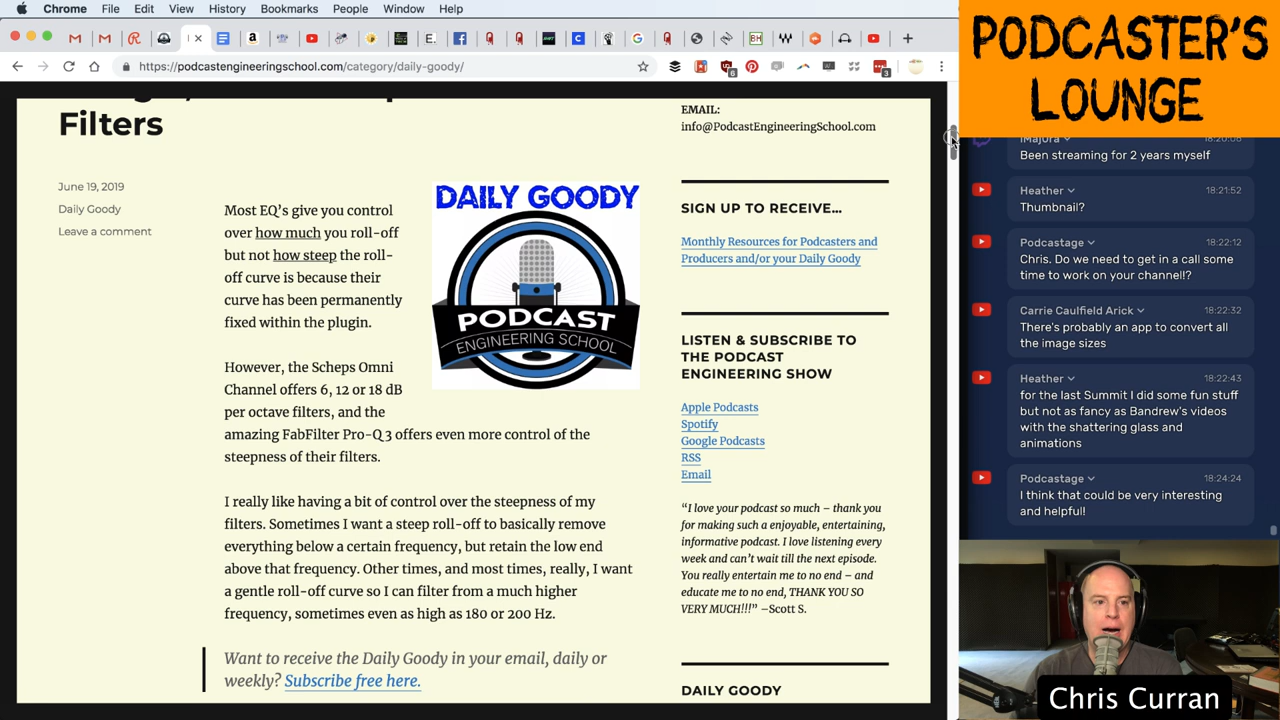 Chrome File Edit View History Bookmarks People Window Help
https://podcastengineeringschool.com/category/daily-goody/
6
3
Filters
June 19, 2019
Daily Goody
Leave a comment
Most EQ's give you control
over how much you roll-off
but not how steep the roll-
off curve is because their
curve has been permanently
fixed within the plugin.
However, the Scheps Omni
Channel offers 6, 12 or 18 dB
per octave filters, and the
amazing FabFilter Pro-Q 3 offers even more control of the
steepness of their filters.
I really like having a bit of control over the steepness of my
filters. Sometimes I want a steep roll-off to basically remove
everything below a certain frequency, but retain the low end
above that frequency. Other times, and most times, really, I want
a gentle roll-off curve so I can filter from a much higher
frequency, sometimes even as high as 180 or 200 Hz.
Want to receive the Daily Goody in your email, daily or
weekly? Subscribe free here.
DAILY GOODY
PODCAST
ENGINEERING SCHOOL
EMAIL:
info@PodcastEngineeringSchool.com
SIGN UP TO RECEIVE…
Monthly Resources for Podcasters and
Producers and/or your Daily Goody
LISTEN & SUBSCRIBE TO
THE PODCAST
ENGINEERING SHOW
Apple Podcasts
Spotify
Google Podcasts
RSS
Email
“I love your podcast so much – thank you
for making such a enjoyable, entertaining,
informative podcast. I love listening every
week and can’t wait till the next episode.
You really entertain me to no end – and
educate me to no end, THANK YOU SO
VERY MUCH!!!” –Scott S.
DAILY GOODY
PODCASTER'S
LOUNGE
iMajora 18:20:06
Been streaming for 2 years myself
Heather 18:21:52
Thumbnail?
Podcastage 18:22:12
Chris. Do we need to get in a call some
time to work on your channel!?
Carrie Caulfield Arick 18:22:32
There's probably an app to convert all
the image sizes
Heather 18:22:43
for the last Summit I did some fun stuff
but not as fancy as Bandrew's videos
with the shattering glass and
animations
Podcastage 18:24:24
I think that could be very interesting
and helpful!
Chris Curran